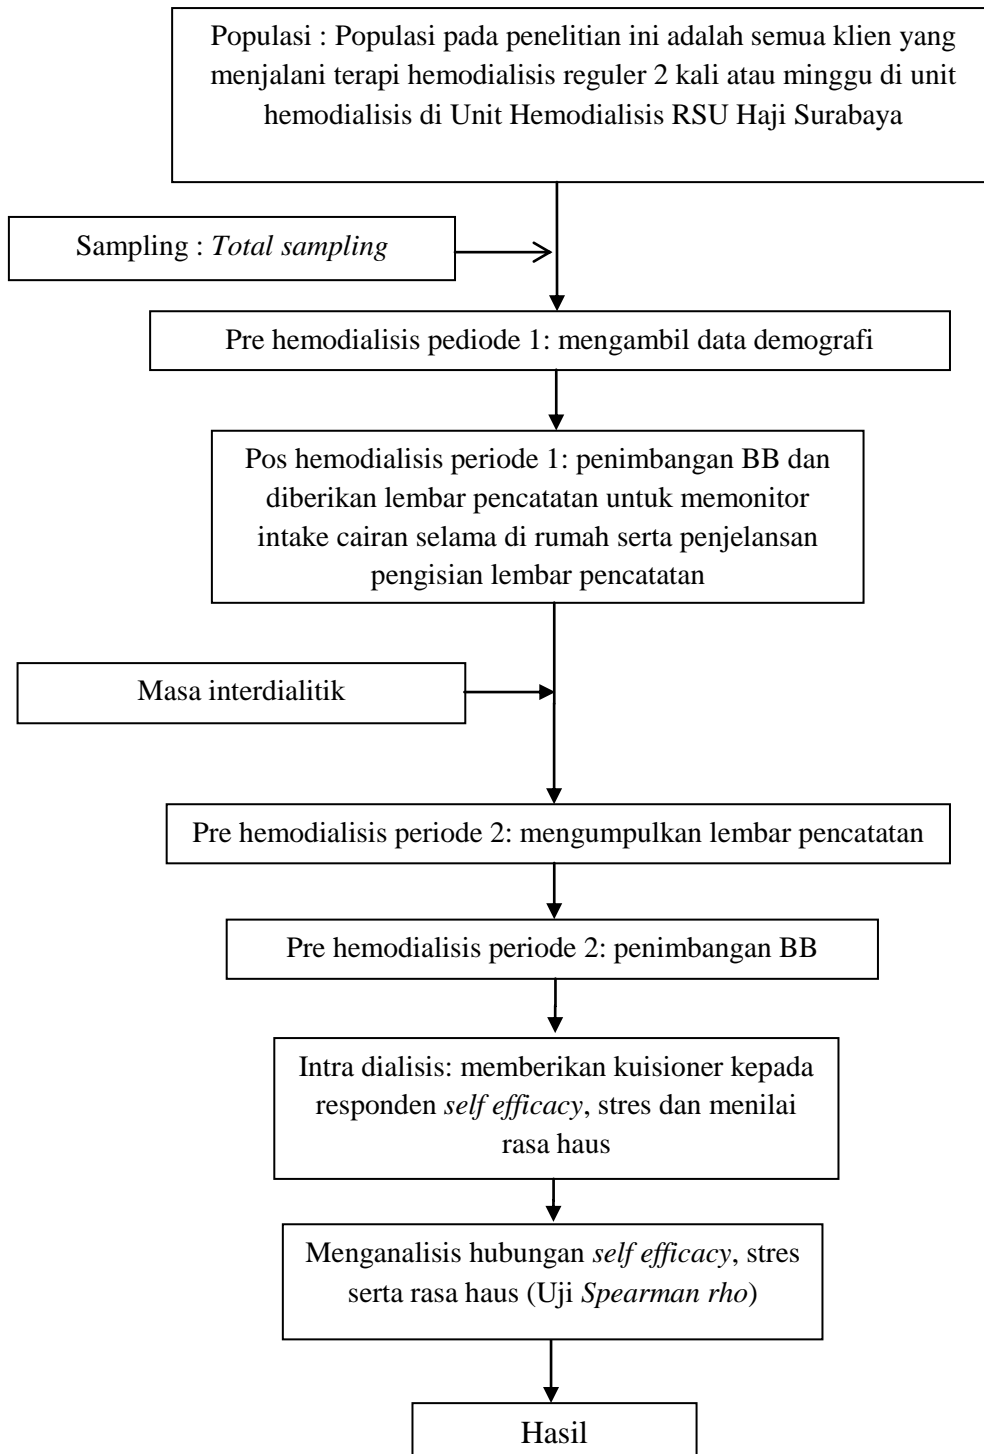 Populasi : Populasi pada penelitian ini adalah semua klien yang
menjalani terapi hemodialisis reguler 2 kali atau minggu di unit
hemodialisis di Unit Hemodialisis RSU Haji Surabaya
Sampling : Total sampling
Pre hemodialisis pediode 1: mengambil data demografi
Pos hemodialisis periode 1: penimbangan BB dan
diberikan lembar pencatatan untuk memonitor
intake cairan selama di rumah serta penjelansan
pengisian lembar pencatatan
Masa interdialitik
Pre hemodialisis periode 2: mengumpulkan lembar pencatatan
Pre hemodialisis periode 2: penimbangan BB
Intra dialisis: memberikan kuisioner kepada
responden self efficacy, stres dan menilai
rasa haus
Menganalisis hubungan self efficacy, stres
serta rasa haus (Uji Spearman rho)
Hasil